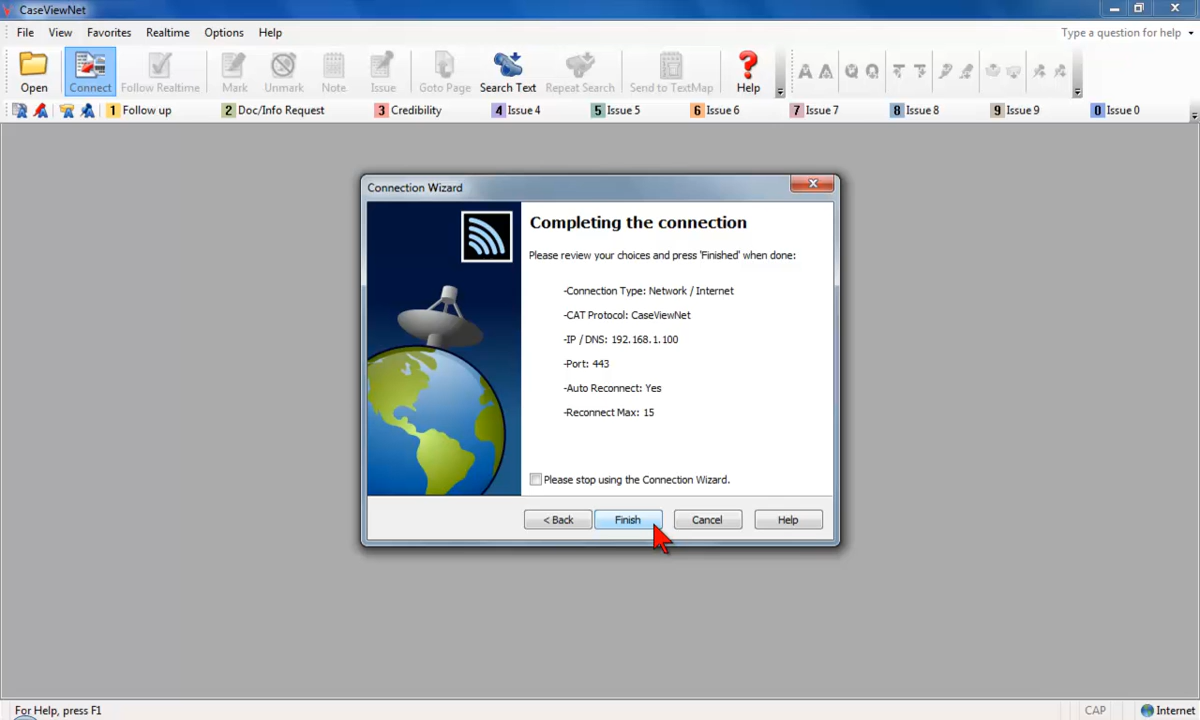 CaseViewNet
File View Favorites Realtime Options Help
Type a question for help
Open Connect Follow Realtime Mark Unmark Note Issue Goto Page Search Text Repeat Search Send to TextMap Help
1 Follow up 2 Doc/Info Request 3 Credibility 4 Issue 4 5 Issue 5 6 Issue 6 7 Issue 7 8 Issue 8 9 Issue 9 0 Issue 0
Connection Wizard
Completing the connection
Please review your choices and press 'Finished' when done:
-Connection Type: Network / Internet
-CAT Protocol: CaseViewNet
-IP / DNS: 192.168.1.100
-Port: 443
-Auto Reconnect: Yes
-Reconnect Max: 15
Please stop using the Connection Wizard.
< Back Finish Cancel Help
For Help, press F1
CAP Internet